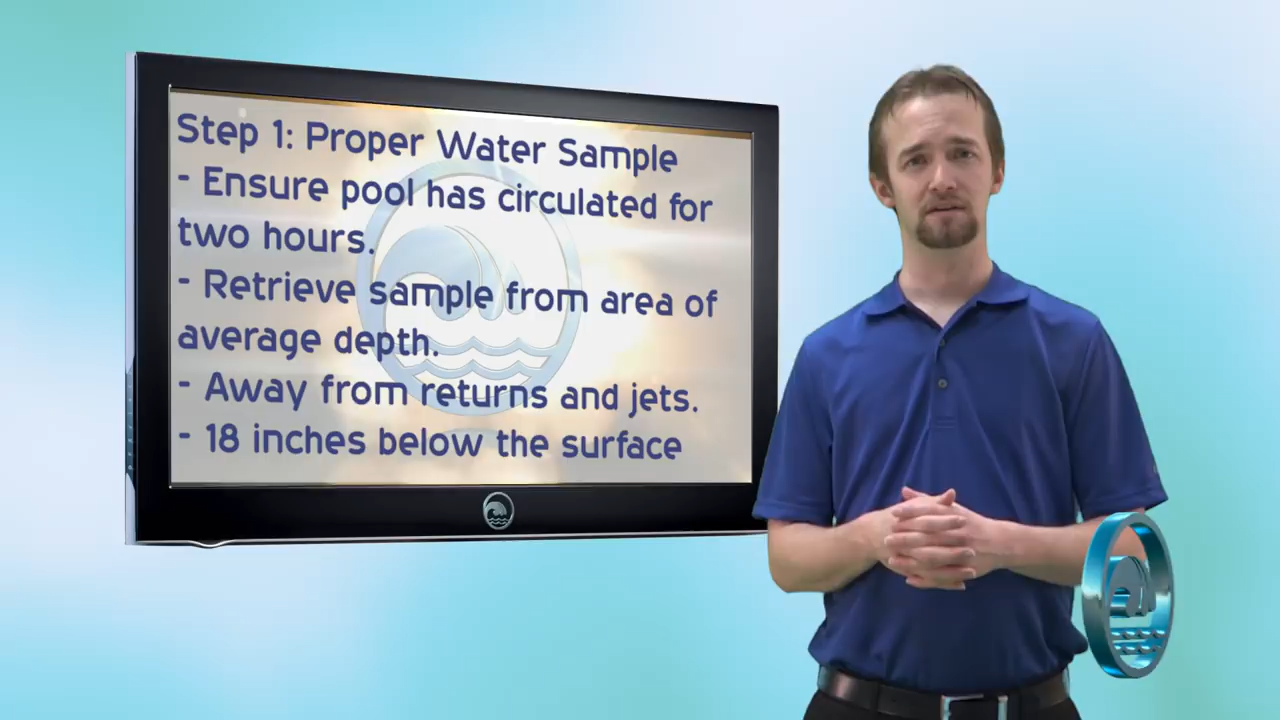 Step 1: Proper Water Sample
- Ensure pool has circulated for
two hours.
- Retrieve sample from area of
average depth.
- Away from returns and jets.
- 18 inches below the surface